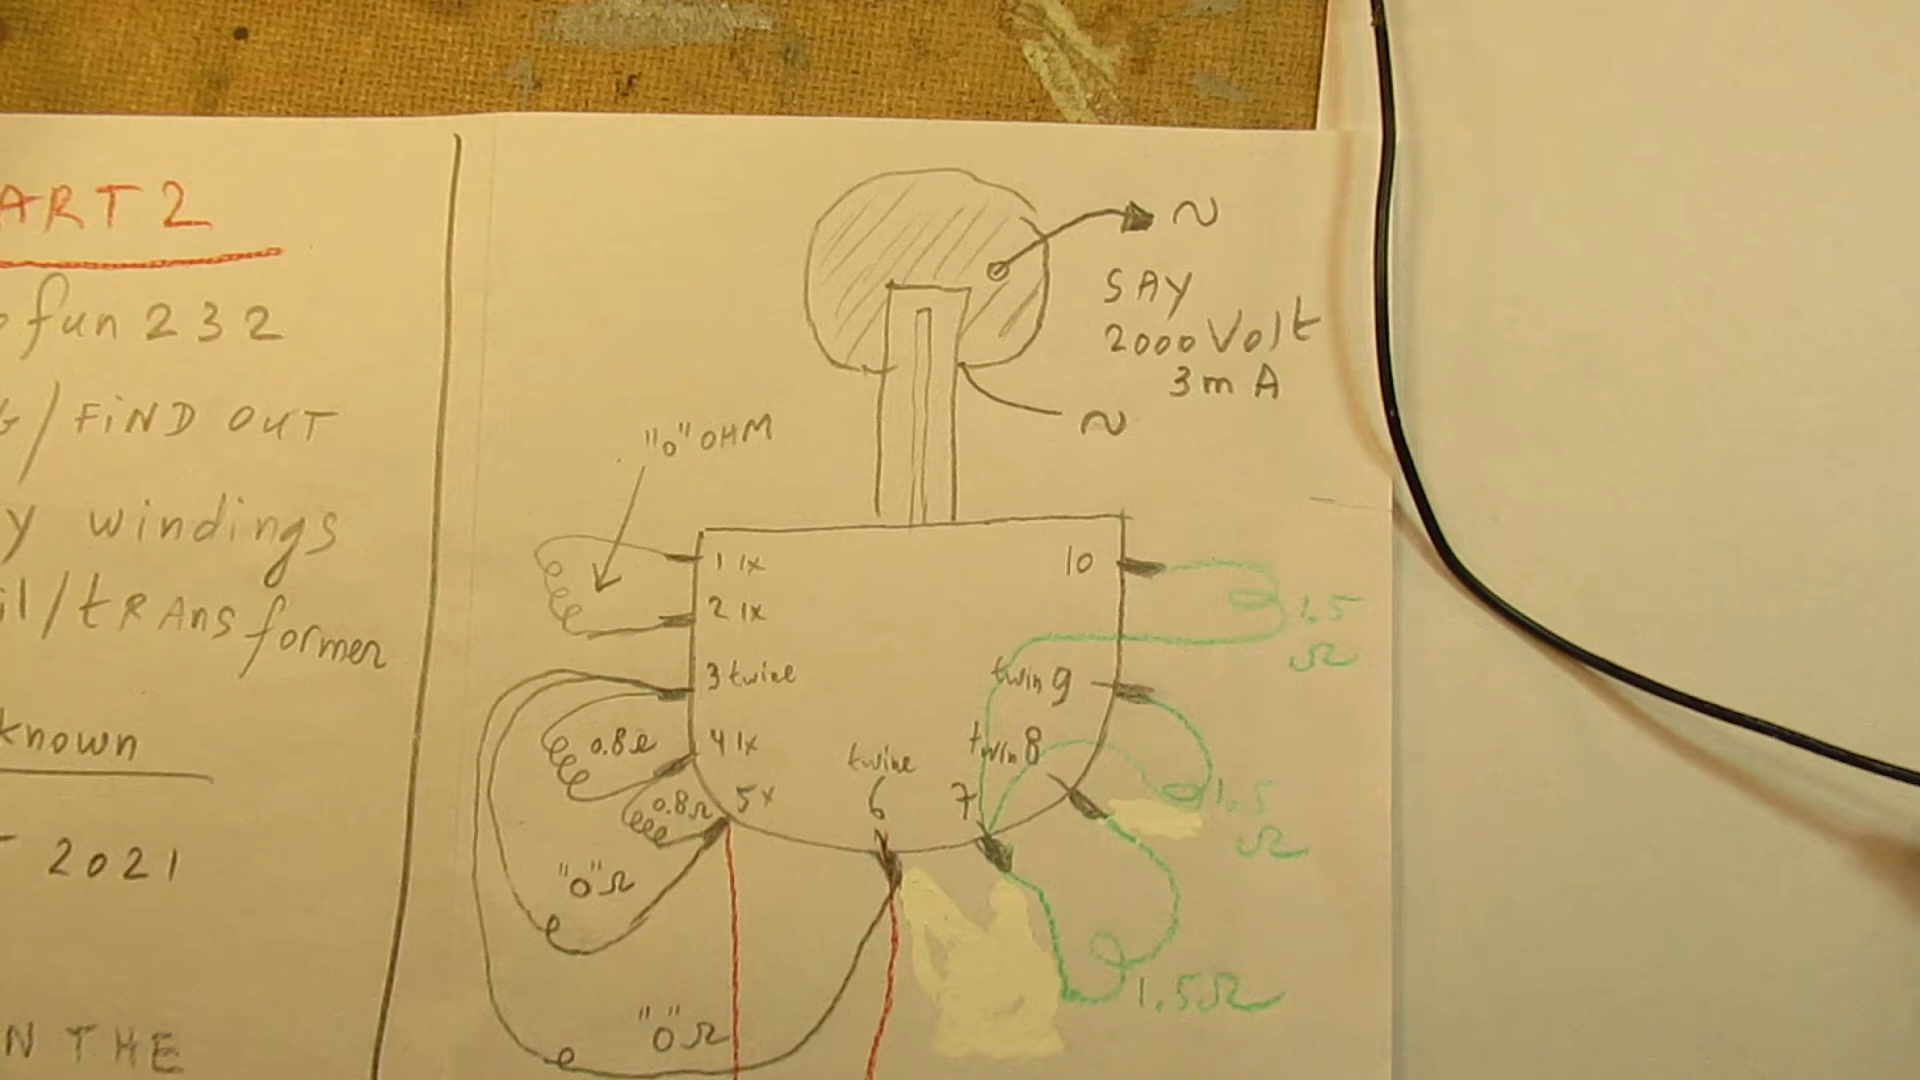 ART 2
fun 232
/ FiND OUT
y windings
il/tRANsformer
known
2021
N THE
~
SAY
2000 Volt
3 m A
~
"0" OHM
1 1x
2 1x
3 twine
4 1x
5 x
twine
6
7
twin 8
twin 9
10
0.8Ω
0.8Ω
"0"Ω
"0"Ω
1.5
Ω
1.5
Ω
1.5Ω